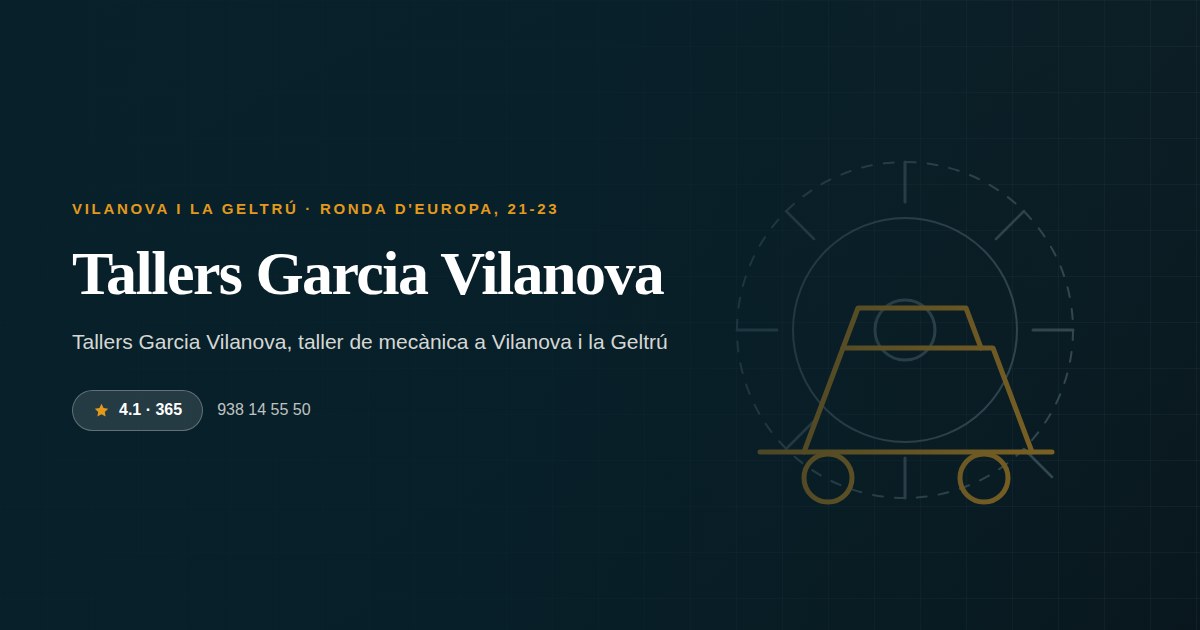 VILANOVA I LA GELTRÚ · RONDA D'EUROPA, 21-23
Tallers Garcia Vilanova
Tallers Garcia Vilanova, taller de mecànica a Vilanova i la Geltrú
4.1 · 365
938 14 55 50